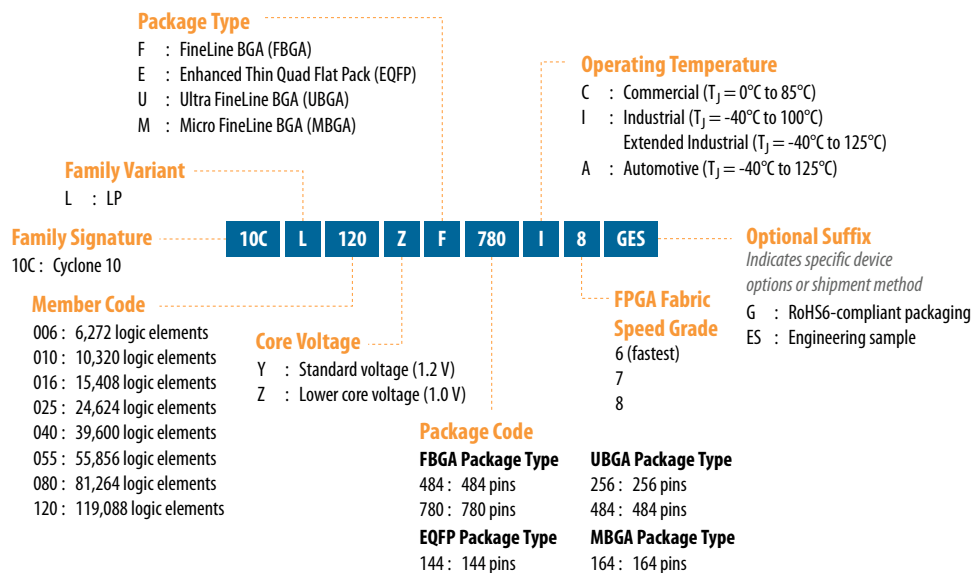 Package Type
F : FineLine BGA (FBGA)
E : Enhanced Thin Quad Flat Pack (EQFP)
U : Ultra FineLine BGA (UBGA)
M : Micro FineLine BGA (MBGA)
Operating Temperature
C : Commercial (TJ = 0°C to 85°C)
I : Industrial (TJ = -40°C to 100°C)
Extended Industrial (TJ = -40°C to 125°C)
A : Automotive (TJ = -40°C to 125°C)
Family Variant
L : LP
Family Signature
10C : Cyclone 10
10C L 120 Z F 780 I 8 GES
Optional Suffix
Indicates specific device
options or shipment method
G : RoHS6-compliant packaging
ES : Engineering sample
Member Code
006 : 6,272 logic elements
010 : 10,320 logic elements
016 : 15,408 logic elements
025 : 24,624 logic elements
040 : 39,600 logic elements
055 : 55,856 logic elements
080 : 81,264 logic elements
120 : 119,088 logic elements
Core Voltage
Y : Standard voltage (1.2 V)
Z : Lower core voltage (1.0 V)
FPGA Fabric
Speed Grade
6 (fastest)
7
8
Package Code
FBGA Package Type
484 : 484 pins
780 : 780 pins
EQFP Package Type
144 : 144 pins
UBGA Package Type
256 : 256 pins
484 : 484 pins
MBGA Package Type
164 : 164 pins